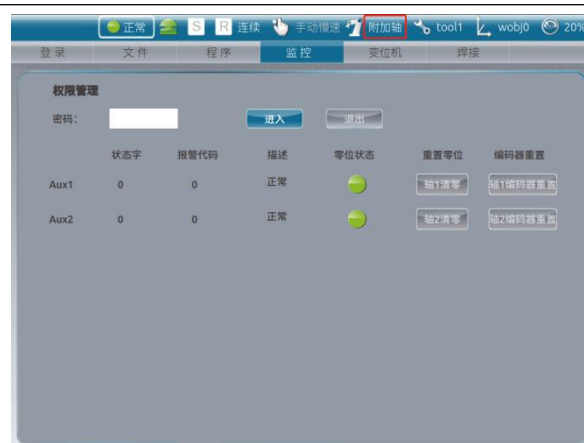 正常 S R 连续 手动慢速 附加轴 tool1 wobj0 20%
登录 文件 程序 监控 变位机 焊接
权限管理
密码: 进入 退出
状态字 报警代码 描述 零位状态 重置零位 编码器重置
Aux1 0 0 正常 轴1清零 轴1编码器重置
Aux2 0 0 正常 轴2清零 轴2编码器重置